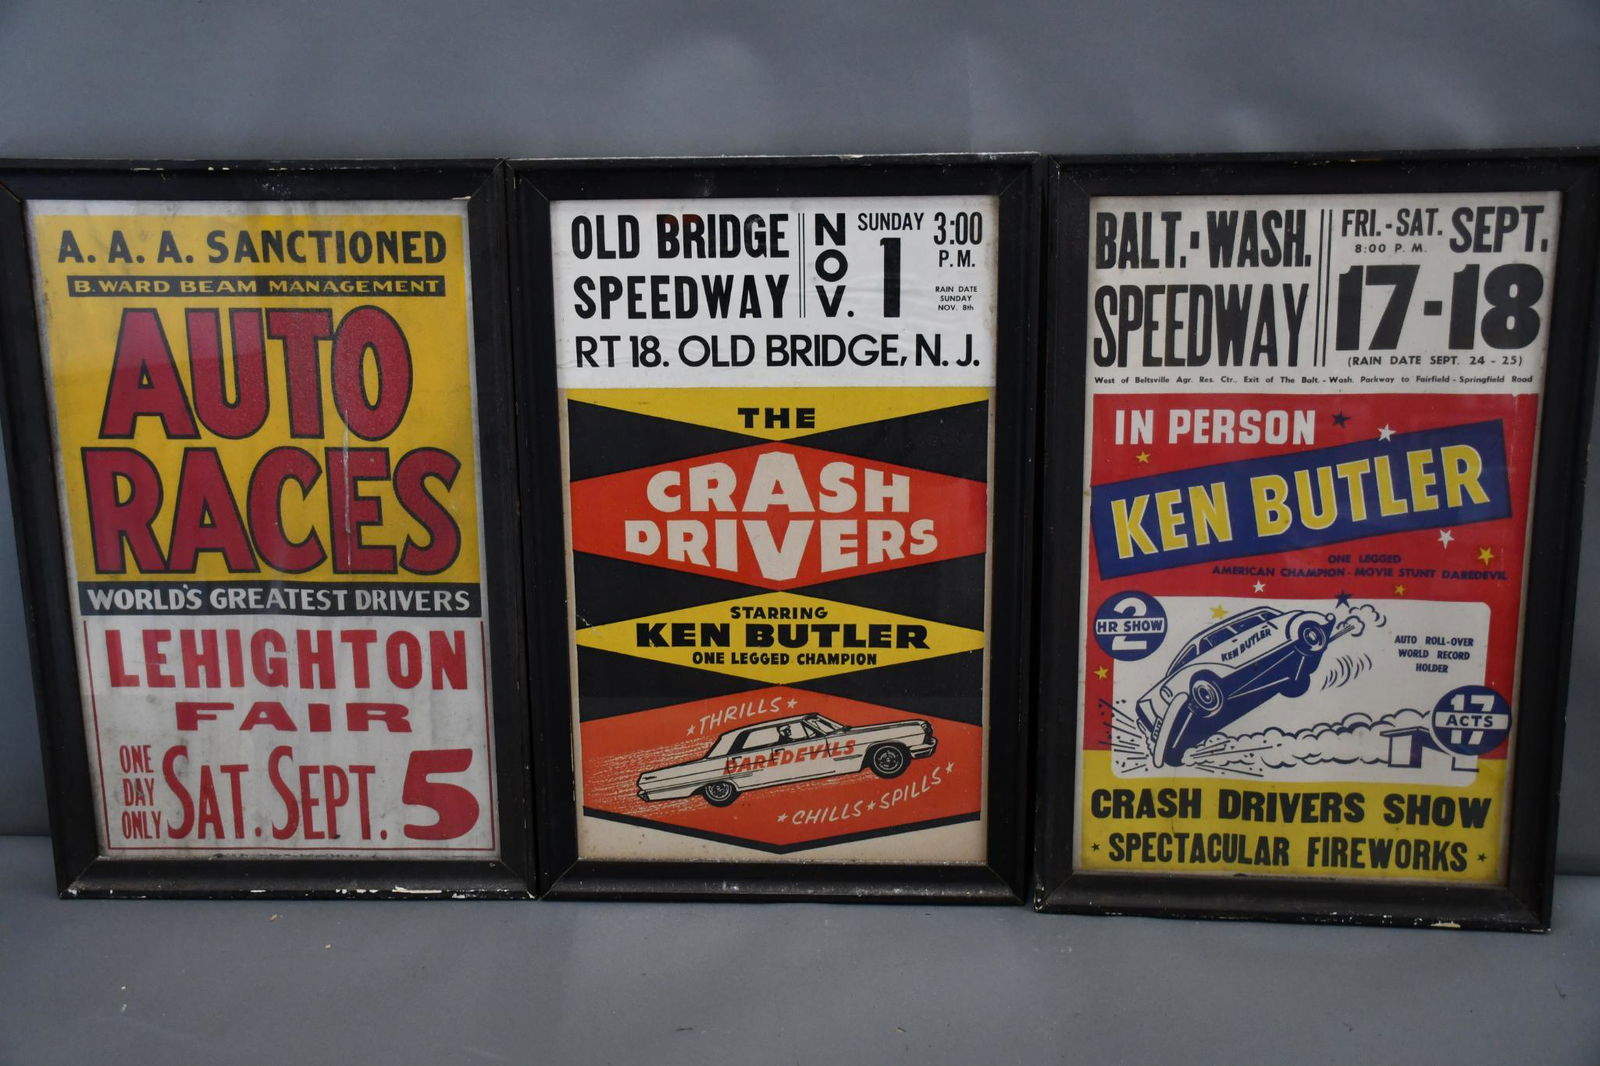 A. A. A. SANCTIONED
B. WARD BEAM MANAGEMENT
AUTO
RACES
WORLD'S GREATEST DRIVERS
LEHIGHTON
FAIR
ONE
DAY
ONLY
SAT. SEPT. 5
OLD BRIDGE
SPEEDWAY
NOV. 1
SUNDAY
3:00
P. M.
RAIN DATE
SUNDAY
NOV. 8th
RT 18. OLD BRIDGE, N. J.
THE
CRASH
DRIVERS
STARRING
KEN BUTLER
ONE LEGGED CHAMPION
THRILLS
DAREDEVILS
CHILLS SPILLS
BALT.-WASH.
SPEEDWAY
FRI.-SAT. SEPT.
8:00 P. M.
17-18
(RAIN DATE SEPT. 24 - 25)
West of Beltsville Agr. Res. Ctr., Exit of The Balt. - Wash. Parkway to Fairfield - Springfield Road
IN PERSON
KEN BUTLER
ONE LEGGED
AMERICAN CHAMPION - MOVIE STUNT DAREDEVIL
2
HR SHOW
KEN BUTLER
AUTO ROLL-OVER
WORLD RECORD
HOLDER
17
ACTS
CRASH DRIVERS SHOW
SPECTACULAR FIREWORKS